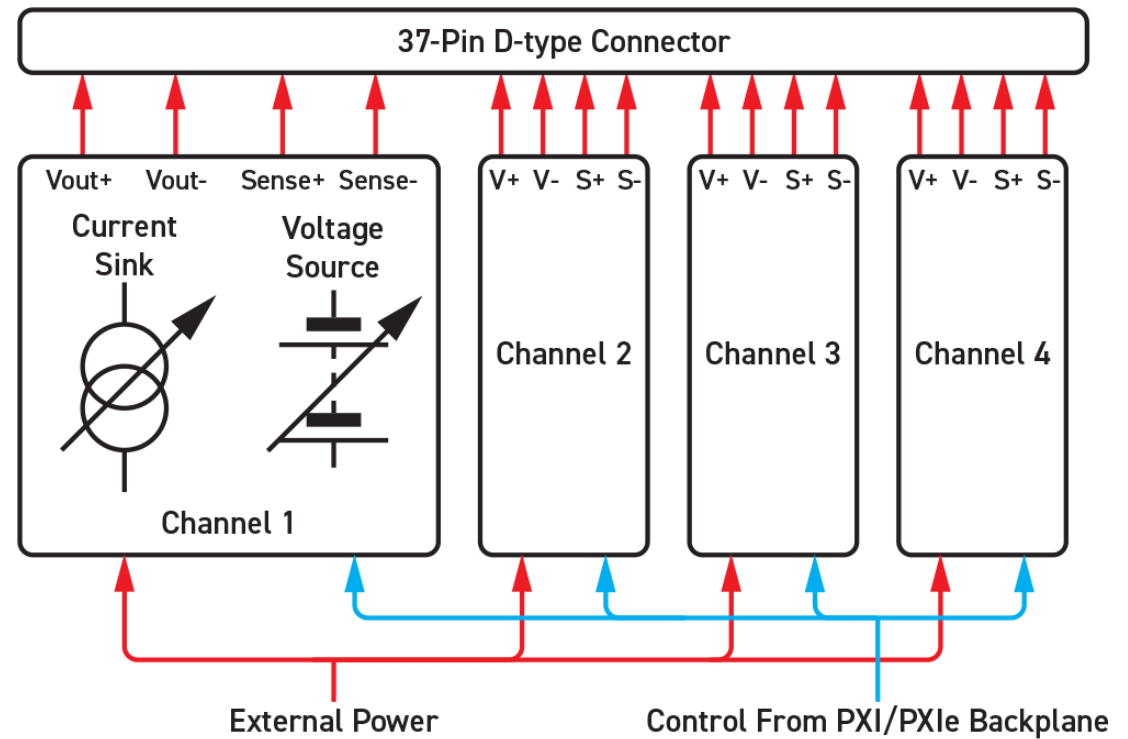 37-Pin D-type Connector
Vout+ Vout- Sense+ Sense-
V+ V- S+ S-
V+ V- S+ S-
V+ V- S+ S-
Current
Sink
Voltage
Source
Channel 1
Channel 2
Channel 3
Channel 4
External Power
Control From PXI/PXIe Backplane